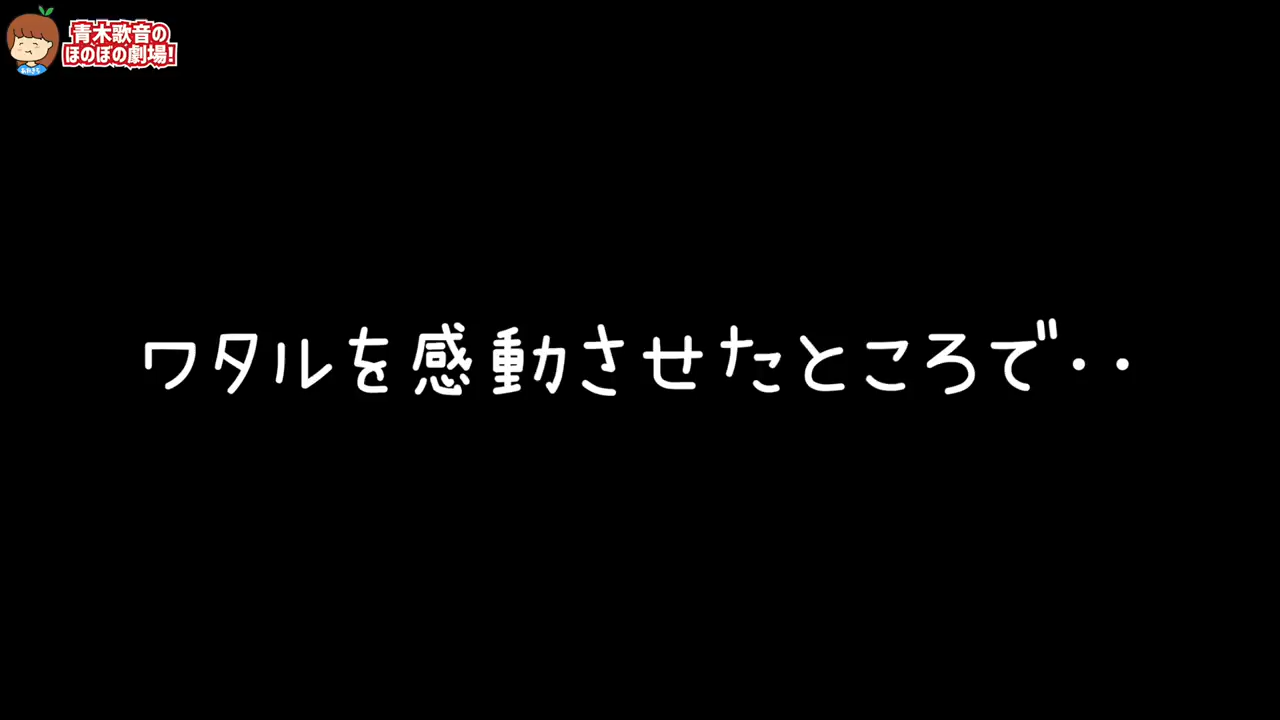 青木歌音の
ほのぼの劇場!
ワタルを感動させたところで・・